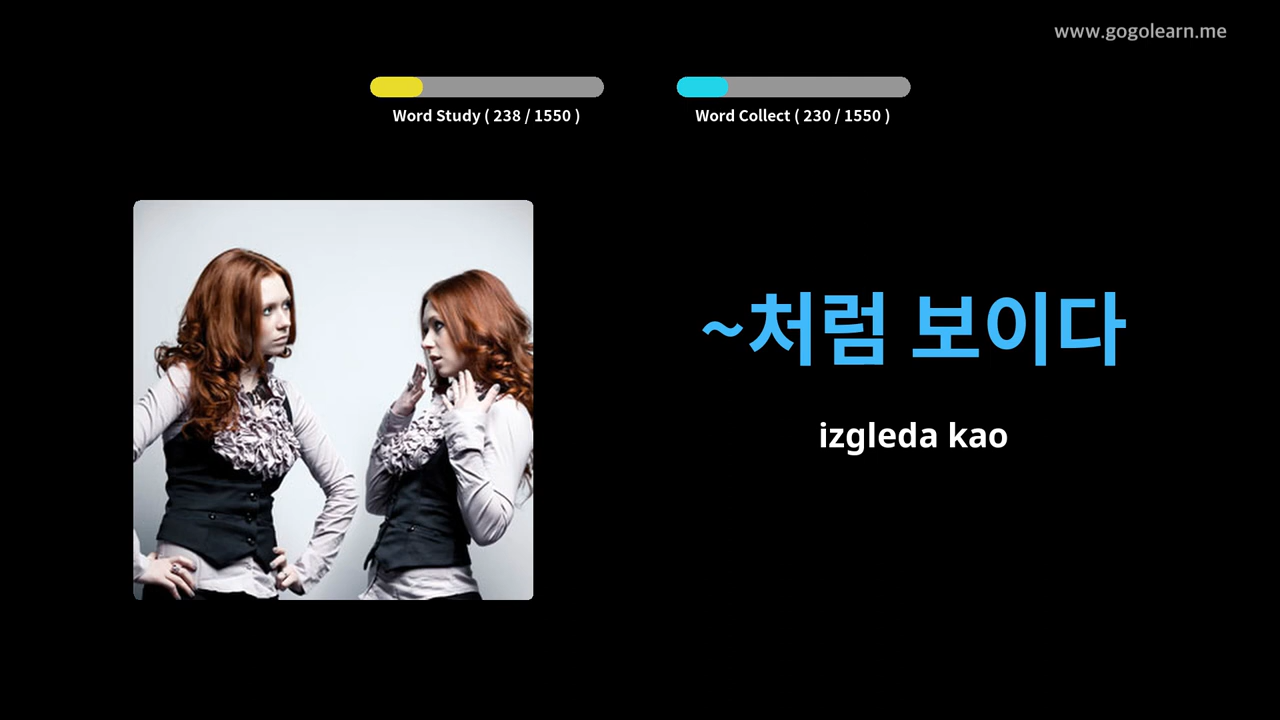 www.gogolearn.me
Word Study ( 238 / 1550 )
Word Collect ( 230 / 1550 )
~처럼 보이다
izgleda kao